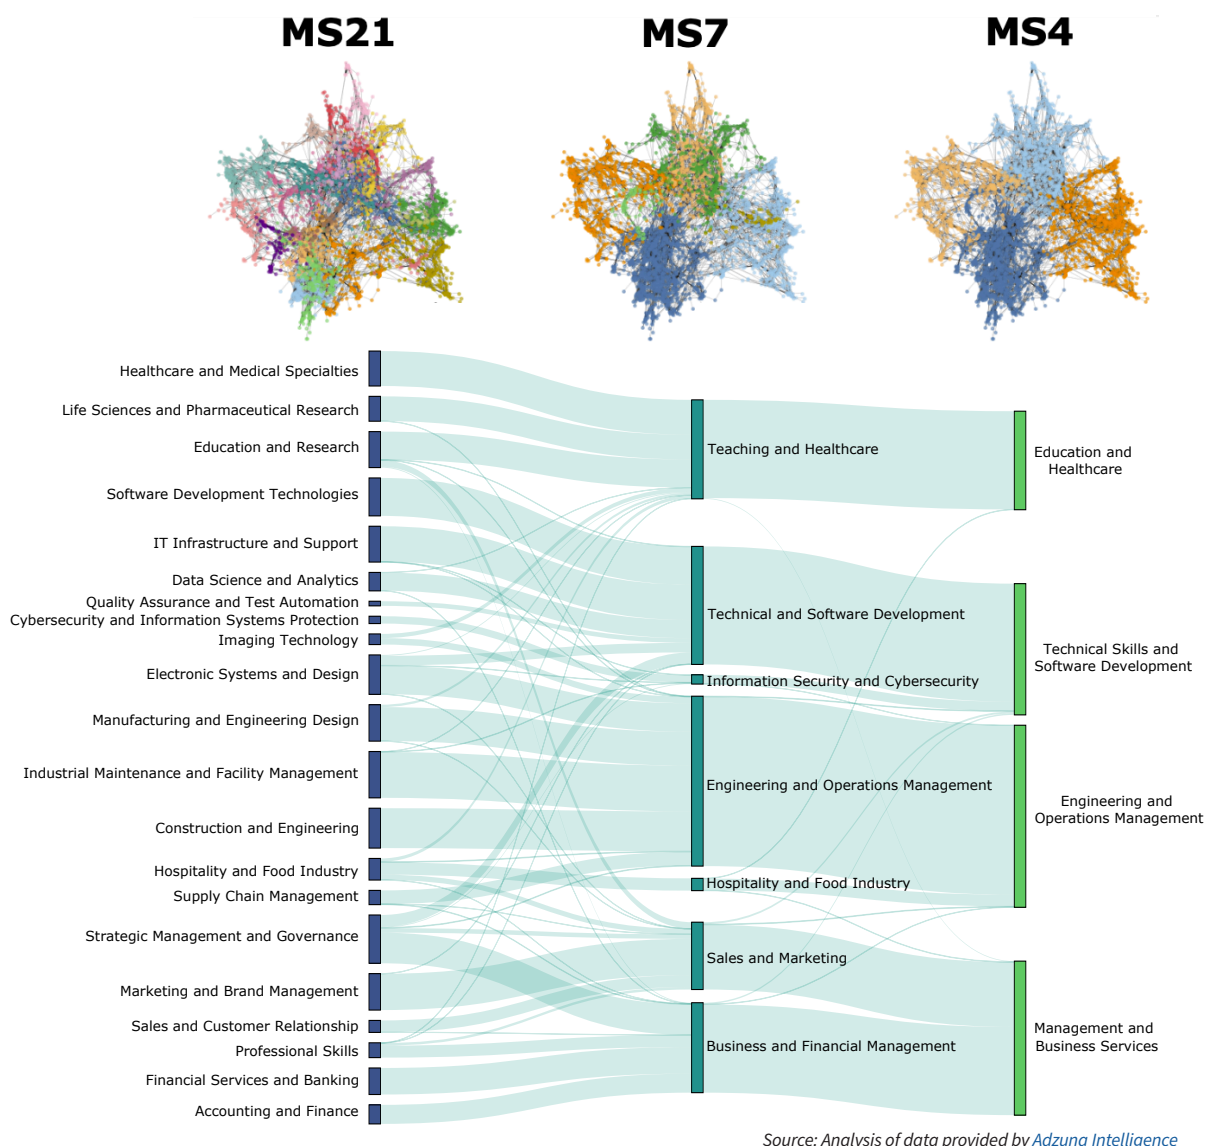 MS21
MS7
MS4
Healthcare and Medical Specialties
Life Sciences and Pharmaceutical Research
Education and Research
Software Development Technologies
IT Infrastructure and Support
Data Science and Analytics
Quality Assurance and Test Automation
Cybersecurity and Information Systems Protection
Imaging Technology
Electronic Systems and Design
Manufacturing and Engineering Design
Industrial Maintenance and Facility Management
Construction and Engineering
Hospitality and Food Industry
Supply Chain Management
Strategic Management and Governance
Marketing and Brand Management
Sales and Customer Relationship
Professional Skills
Financial Services and Banking
Accounting and Finance
Teaching and Healthcare
Technical and Software Development
Information Security and Cybersecurity
Engineering and Operations Management
Hospitality and Food Industry
Sales and Marketing
Business and Financial Management
Education and
Healthcare
Technical Skills and
Software Development
Engineering and
Operations Management
Management and
Business Services
Source: Analysis of data provided by Adzuna Intelligence